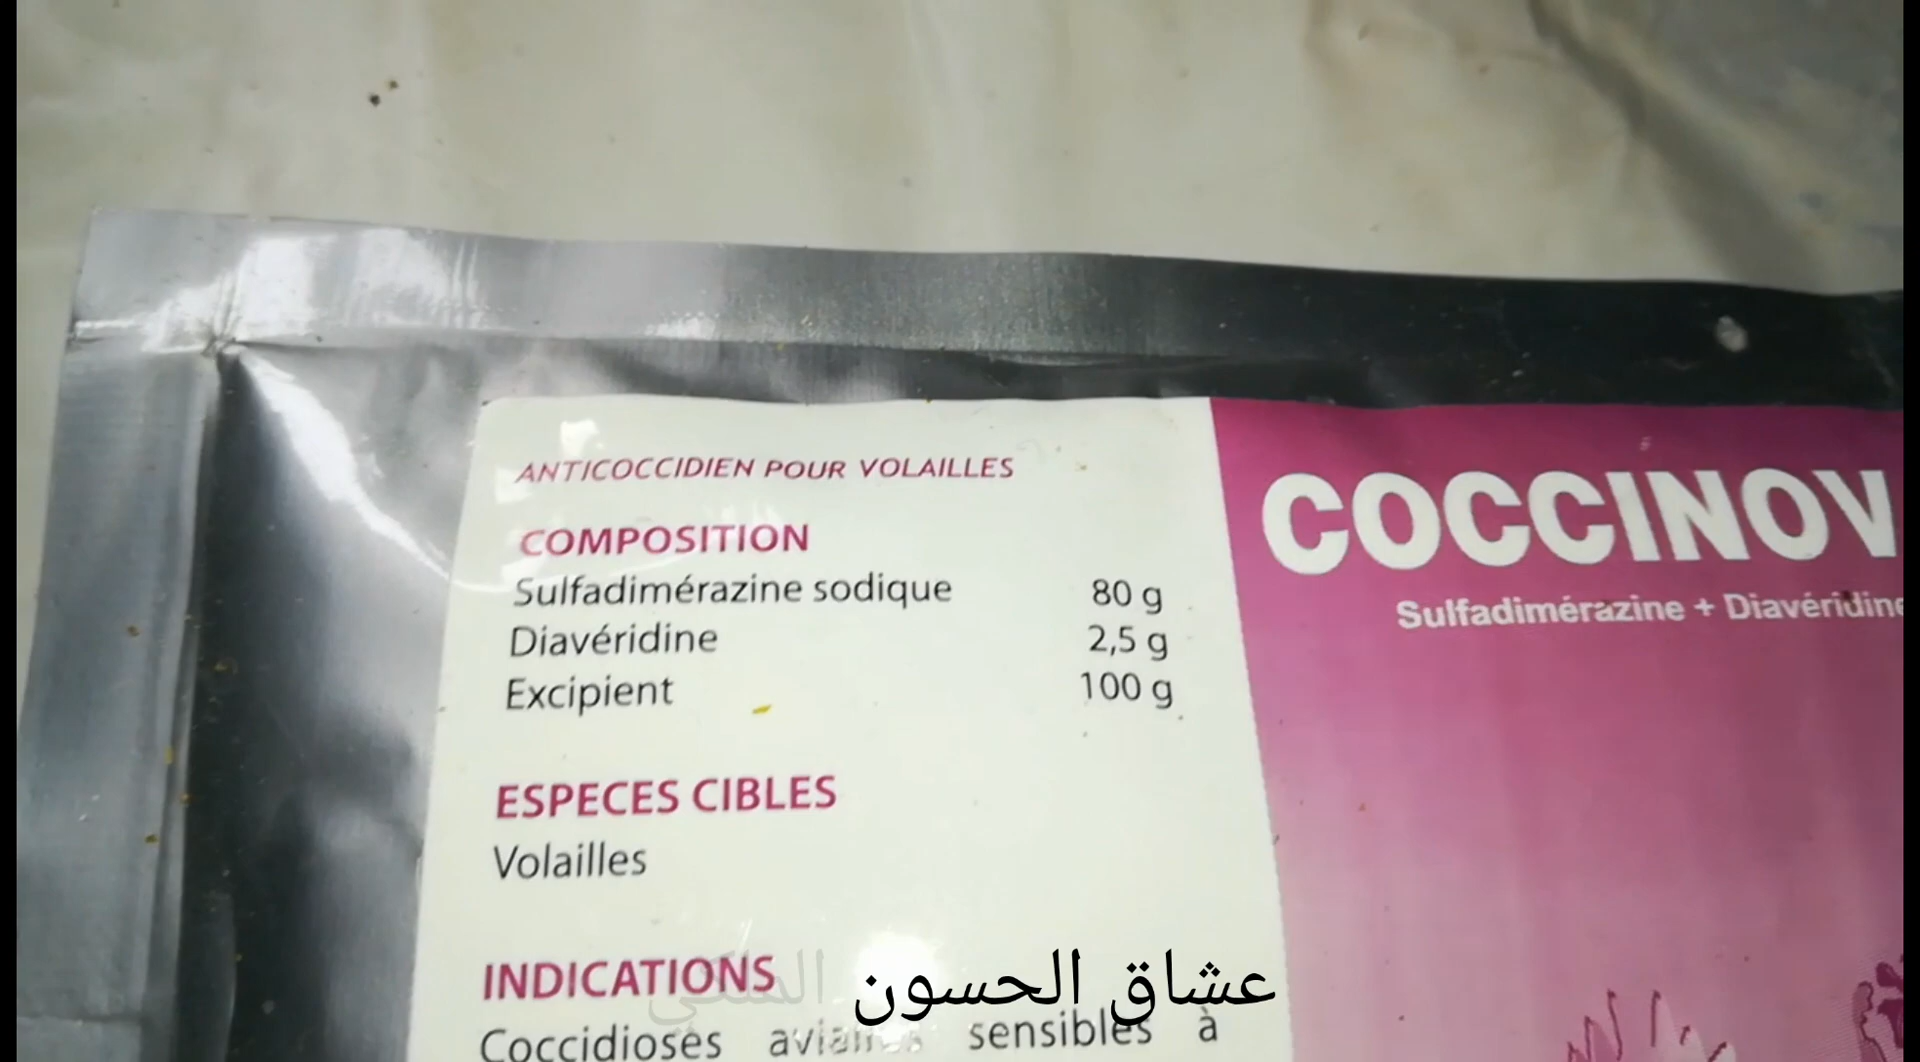 ANTICOCCIDIEN POUR VOLAILLES
COMPOSITION
Sulfadimérazine sodique 80 g
Diavéridine 2,5 g
Excipient 100 g
ESPECES CIBLES
Volailles
INDICATIONS
Coccidioses sensibles à
COCCINOV
Sulfadimérazine + Diavéridine
عشاق الحسون